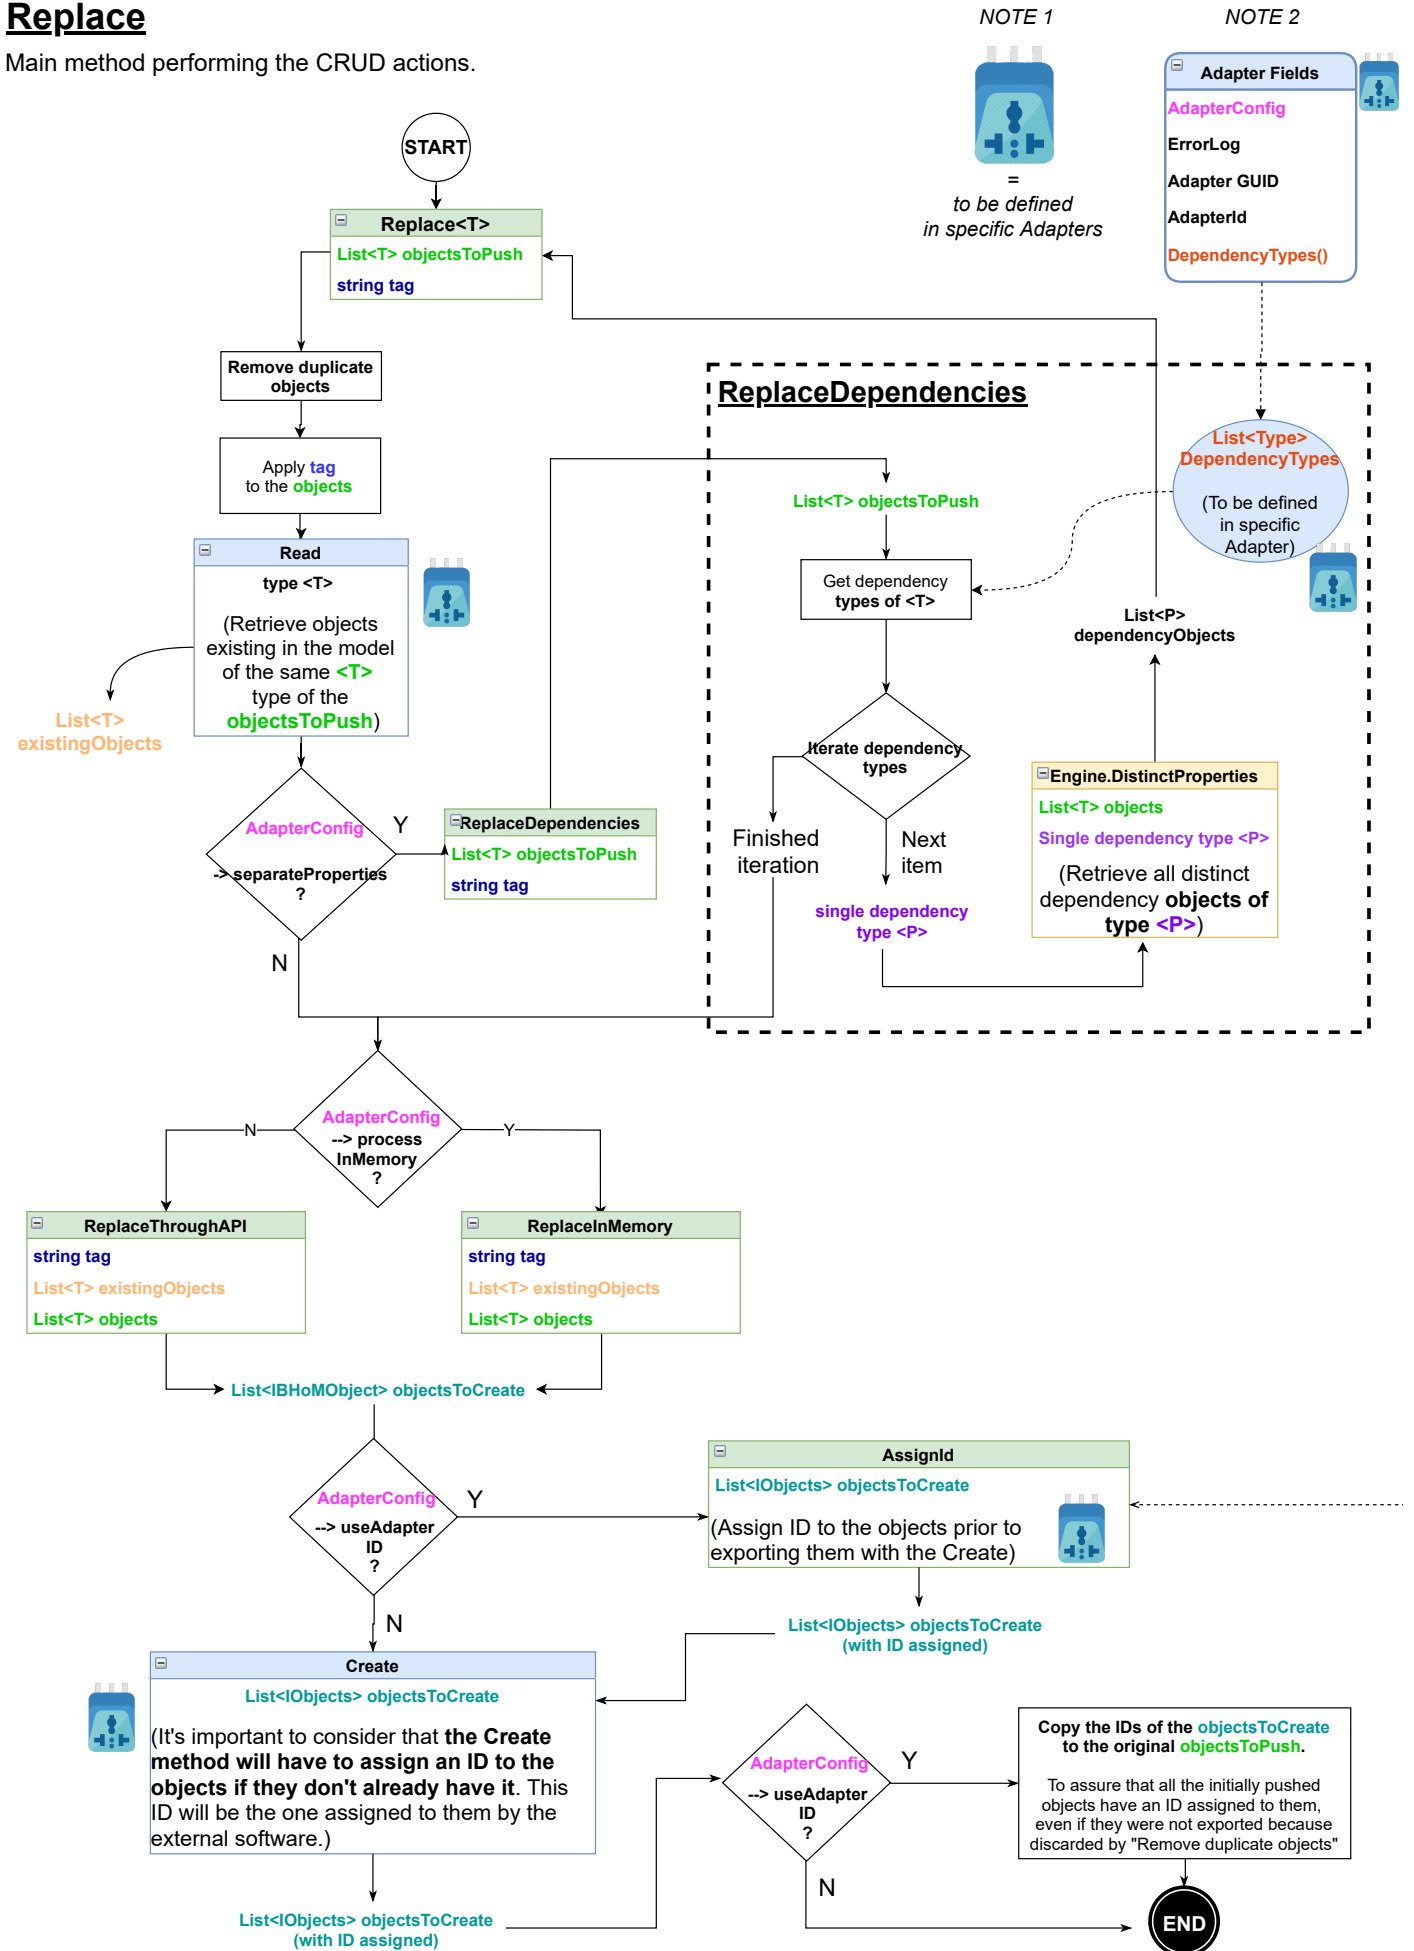 Replace
Main method performing the CRUD actions.
NOTE 1
=
to be defined
in specific Adapters
NOTE 2
Adapter Fields
AdapterConfig
ErrorLog
Adapter GUID
AdapterId
DependencyTypes()
START
Replace<T>
List<T> objectsToPush
string tag
Remove duplicate
objects
Apply tag
to the objects
Read
type <T>
(Retrieve objects
existing in the model
of the same <T>
type of the
objectsToPush)
List<T>
existingObjects
AdapterConfig
-> separateProperties
?
Y
N
ReplaceDependencies
List<T> objectsToPush
string tag
ReplaceDependencies
List<T> objectsToPush
Get dependency
types of <T>
List<Type>
DependencyTypes
(To be defined
in specific
Adapter)
Iterate dependency
types
Finished
iteration
Next
item
single dependency
type <P>
Engine.DistinctProperties
List<T> objects
Single dependency type <P>
(Retrieve all distinct
dependency objects of
type <P>)
List<P>
dependencyObjects
AdapterConfig
--> process
InMemory
?
N
Y
ReplaceThroughAPI
string tag
List<T> existingObjects
List<T> objects
ReplaceInMemory
string tag
List<T> existingObjects
List<T> objects
List<IBHoMObject> objectsToCreate
AdapterConfig
--> useAdapter
ID
?
Y
N
AssignId
List<IObjects> objectsToCreate
(Assign ID to the objects prior to
exporting them with the Create)
List<IObjects> objectsToCreate
(with ID assigned)
Create
List<IObjects> objectsToCreate
(It's important to consider that the Create
method will have to assign an ID to the
objects if they don't already have it. This
ID will be the one assigned to them by the
external software.)
List<IObjects> objectsToCreate
(with ID assigned)
AdapterConfig
--> useAdapter
ID
?
Y
N
Copy the IDs of the objectsToCreate
to the original objectsToPush.
To assure that all the initially pushed
objects have an ID assigned to them,
even if they were not exported because
discarded by "Remove duplicate objects"
END